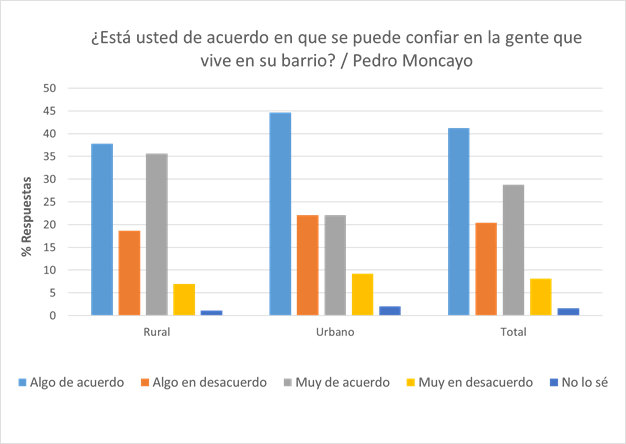 ¿Está usted de acuerdo en que se puede confiar en la gente que
vive en su barrio? / Pedro Moncayo
50
45
40
35
30
25
20
15
10
5
0
% Respuestas
Rural Urbano Total
Algo de acuerdo Algo en desacuerdo Muy de acuerdo Muy en desacuerdo No lo sé